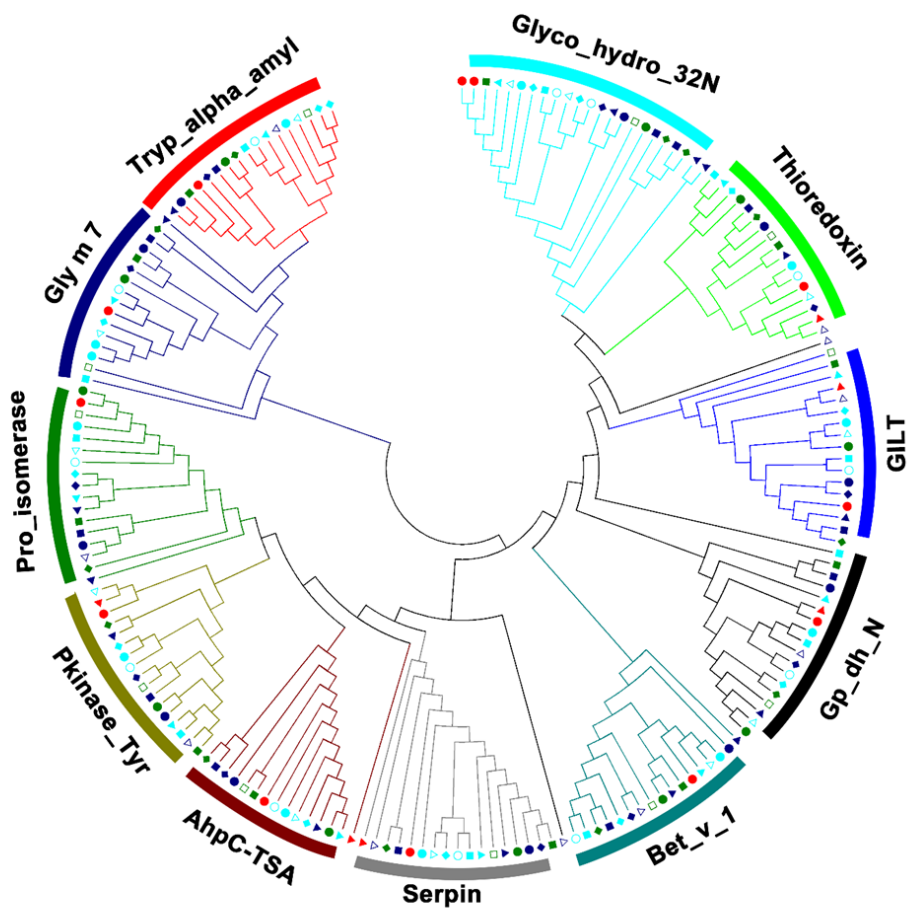 Glyco_hydro_32N
Thioredoxin
GILT
Gp_dh_N
Bet_v_1
Serpin
AhpC-TSA
Pkinase_Tyr
Pro_isomerase
Gly m 7
Tryp_alpha_amyl